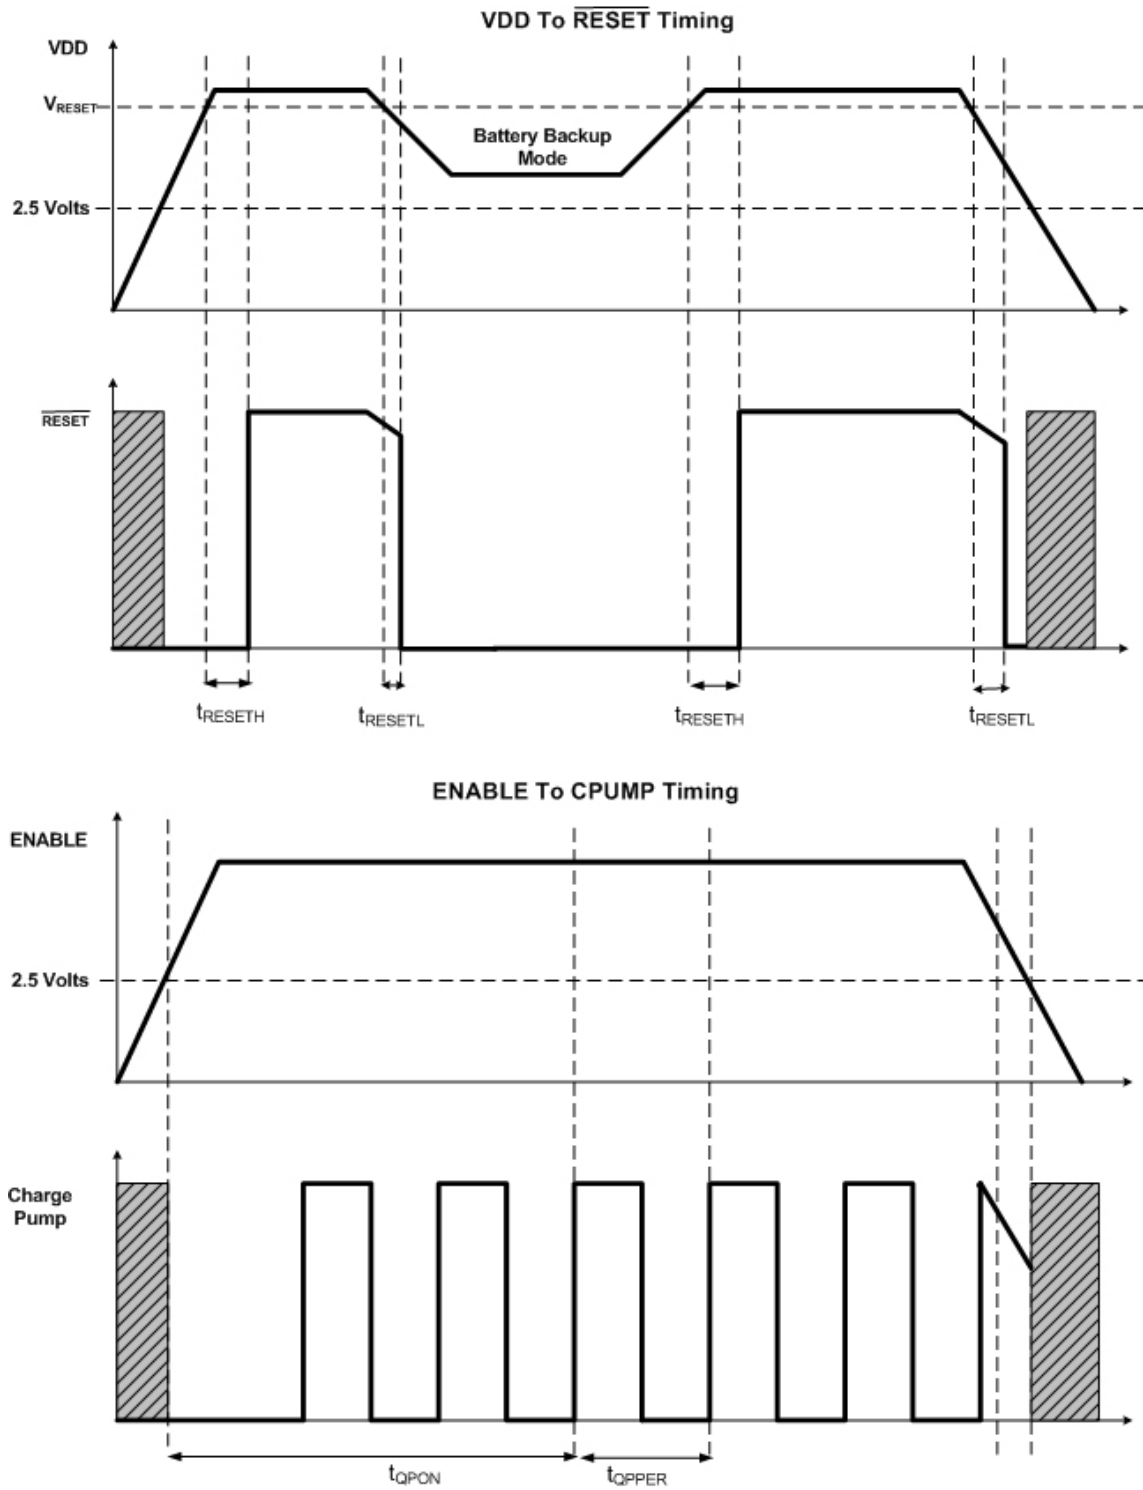 VDD To RESET Timing
VDD
VRESET
Battery Backup
Mode
2.5 Volts
RESET
tRESETH
tRESETL
tRESETH
tRESETL
ENABLE To CPUMP Timing
ENABLE
2.5 Volts
Charge
Pump
tQPON
tQPPER